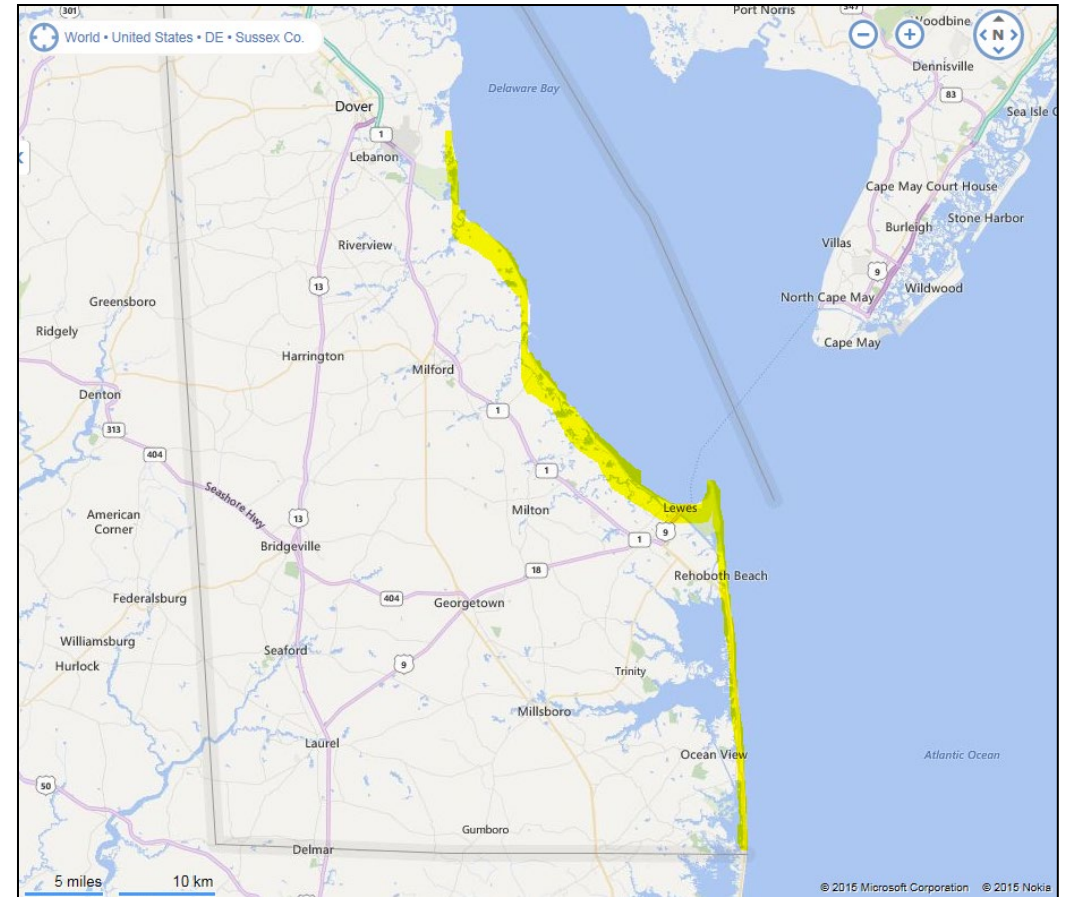 301
Port Norris
347
Woodbine
World • United States • DE • Sussex Co.
N
Dennisville
Delaware Bay
83
Dover
Sea Isle C
1
Lebanon
Cape May Court House
Stone Harbor
Burleigh
Riverview
Villas
9
13
Wildwood
North Cape May
Greensboro
Ridgely
Cape May
Harrington
Milford
Denton
1
313
404
1
Seashore Hwy
Lewes
Milton
American
Corner
13
9
1
Bridgeville
18
Rehoboth Beach
Federalsburg
404
Georgetown
Williamsburg
Seaford
Hurlock
9
Trinity
Millsboro
Laurel
Ocean View
Atlantic Ocean
50
Gumboro
Delmar
5 miles
10 km
© 2015 Microsoft Corporation © 2015 Nokia